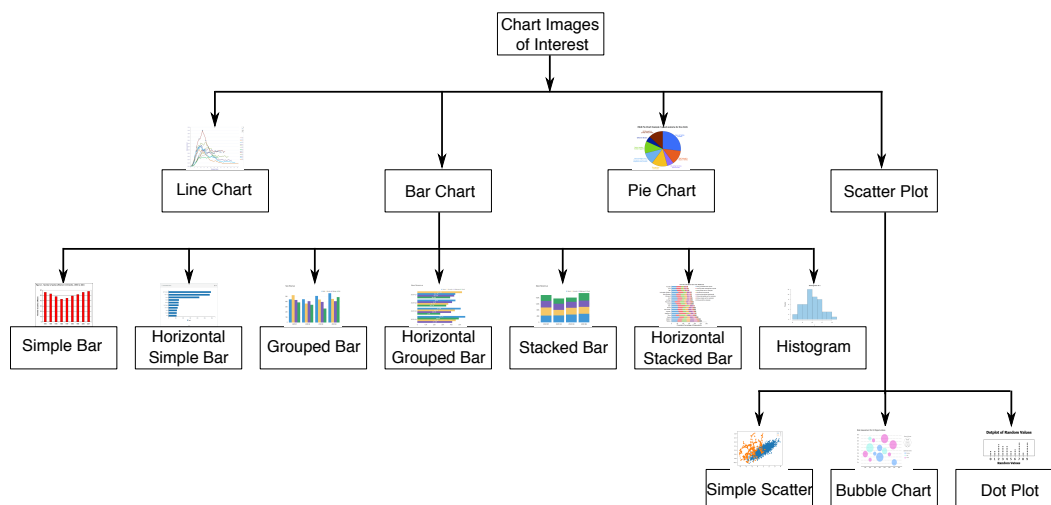 Chart Images
of Interest
Line Chart
Bar Chart
Pie Chart
Scatter Plot
Simple Bar
Horizontal
Simple Bar
Grouped Bar
Horizontal
Grouped Bar
Stacked Bar
Horizontal
Stacked Bar
Histogram
Dotplot of Random Values
Random Values
Simple Scatter
Bubble Chart
Dot Plot